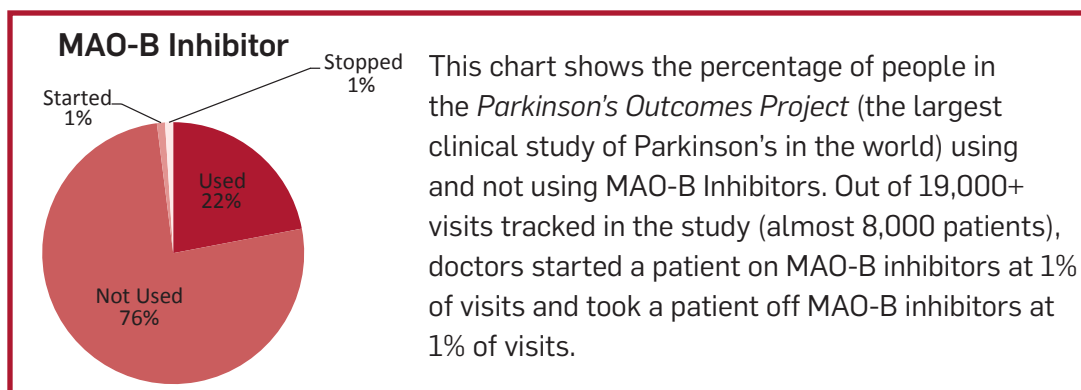 MAO-B Inhibitor
Stopped
1%
Started
1%
Used
22%
Not Used
76%
This chart shows the percentage of people in
the Parkinson's Outcomes Project (the largest
clinical study of Parkinson's in the world) using
and not using MAO-B Inhibitors. Out of 19,000+
visits tracked in the study (almost 8,000 patients),
doctors started a patient on MAO-B inhibitors at 1%
of visits and took a patient off MAO-B inhibitors at
1% of visits.